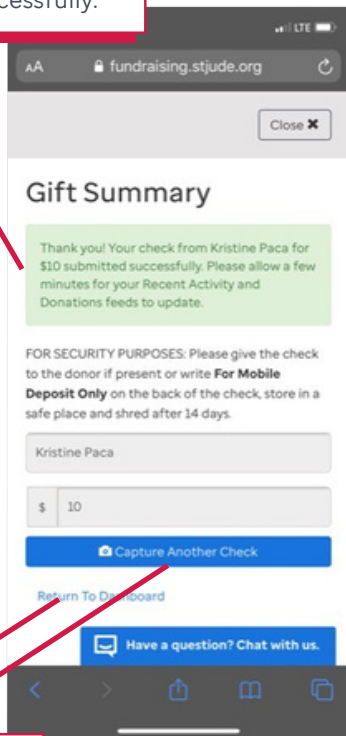 cessfully.
LTE
AA fundraising.stjude.org
Close ✖
Gift Summary
Thank you! Your check from Kristine Paca for
$10 submitted successfully. Please allow a few
minutes for your Recent Activity and
Donations feeds to update.
FOR SECURITY PURPOSES: Please give the check
to the donor if present or write For Mobile
Deposit Only on the back of the check, store in a
safe place and shred after 14 days.
Kristine Paca
$ 10
Capture Another Check
Return To Dashboard
Have a question? Chat with us.